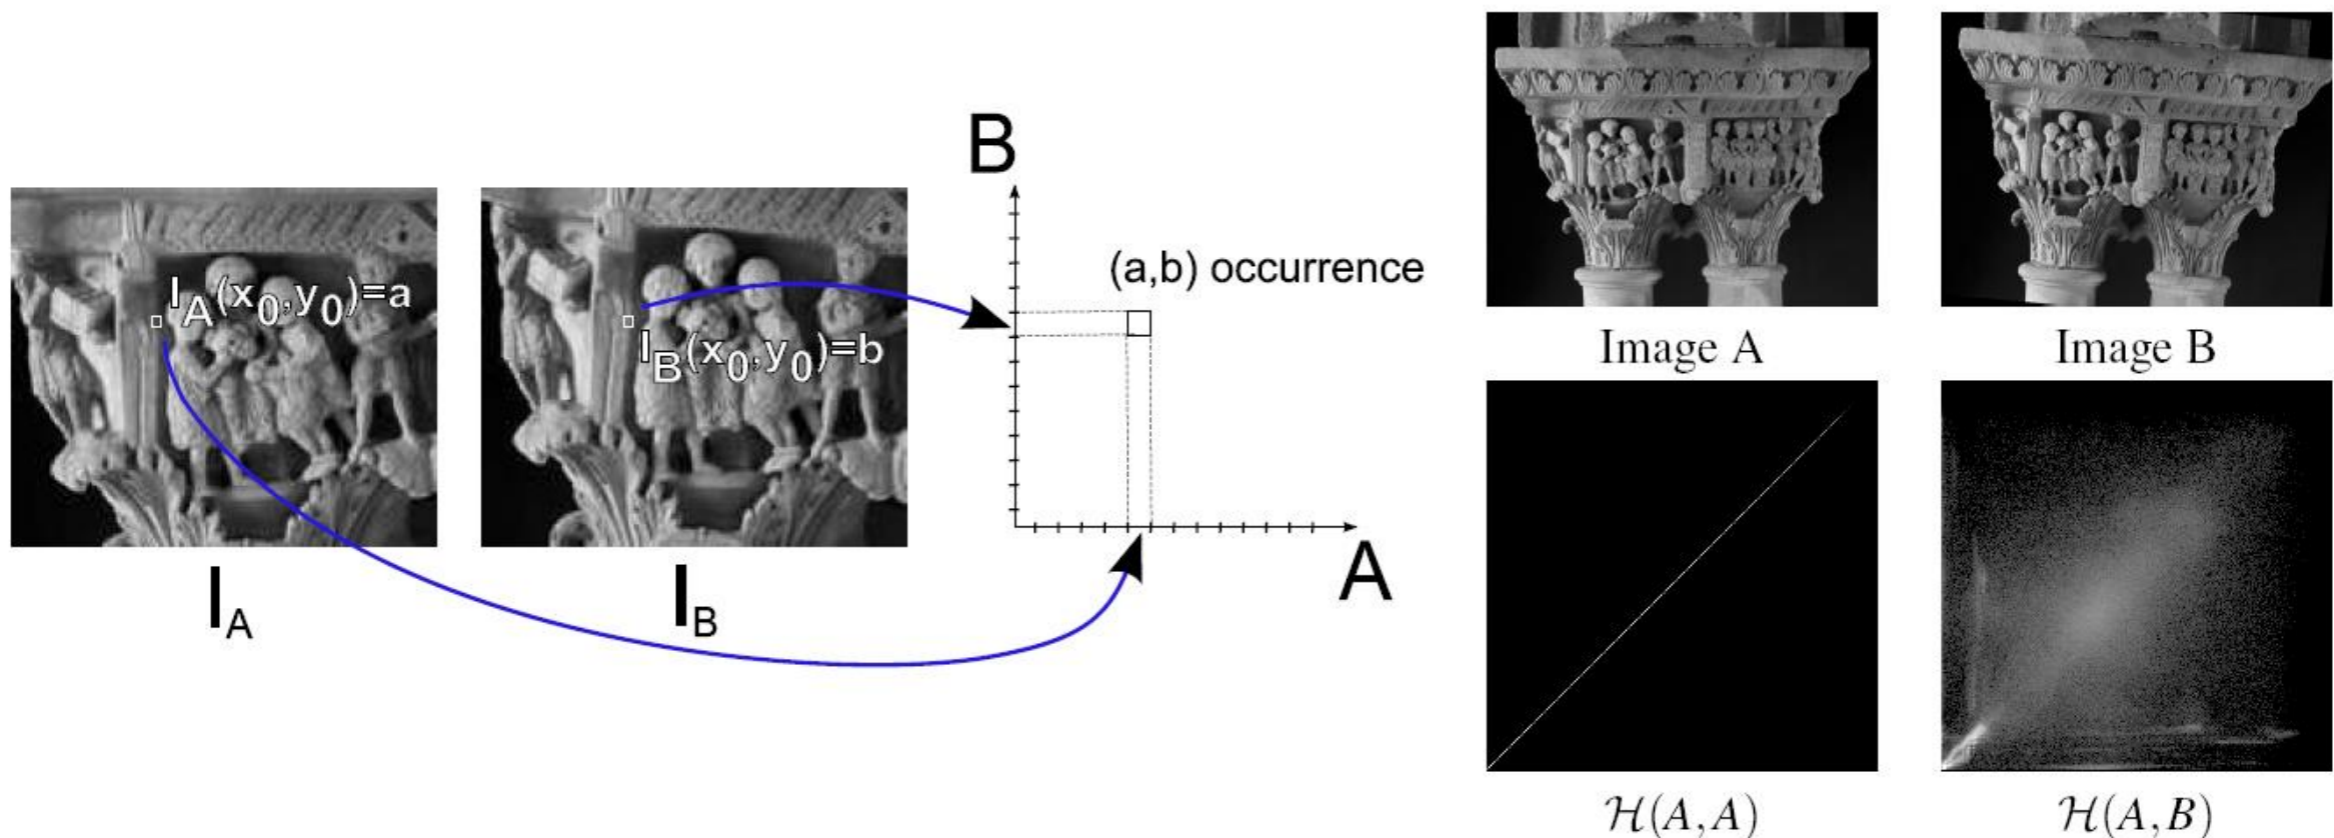 I_A(x_0,y_0)=a
I_B(x_0,y_0)=b
I_A
I_B
B
(a,b) occurrence
A
Image A
Image B
ℋ(A, A)
ℋ(A, B)